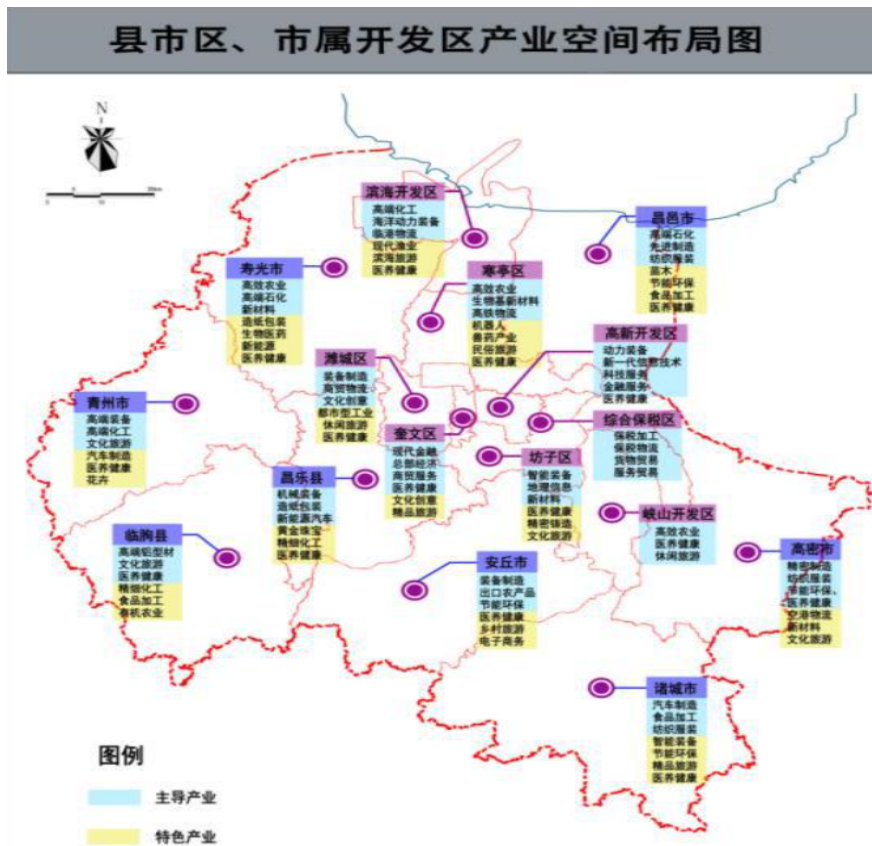 县市区、市属开发区产业空间布局图
N
滨海开发区
高端化工
海洋动力装备
临港物流
现代渔业
滨海旅游
医养健康
昌邑市
高端石化
先进制造
纺织服装
苗木
节能环保
食品加工
医养健康
寿光市
高效农业
高端石化
新材料
造纸包装
生物医药
新能源
医养健康
寒亭区
高效农业
生物基新材料
高铁物流
机器人
兽药产业
民俗旅游
医养健康
高新开发区
动力装备
新一代信息技术
科技服务
金融服务
医养健康
潍城区
装备制造
商贸物流
文化创意
都市型工业
休闲旅游
医养健康
青州市
高端装备
高端化工
文化旅游
汽车制造
医养健康
花卉
奎文区
现代金融
总部经济
商贸服务
医养健康
文化创意
精品旅游
综合保税区
保税加工
保税物流
货物贸易
服务贸易
坊子区
智能装备
地理信息
新材料
医养健康
精密铸造
文化旅游
昌乐县
机械装备
造纸包装
新能源汽车
黄金珠宝
精细化工
医养健康
峡山开发区
高效农业
医养健康
休闲旅游
临朐县
高端铝型材
文化旅游
医养健康
精细化工
食品加工
有机农业
安丘市
装备制造
出口农产品
节能环保
医养健康
乡村旅游
电子商务
高密市
精密制造
纺织服装
节能环保、
医养健康
空港物流
新材料
文化旅游
诸城市
汽车制造
食品加工
纺织服装
智能装备
节能环保
精品旅游
医养健康
图例
主导产业
特色产业